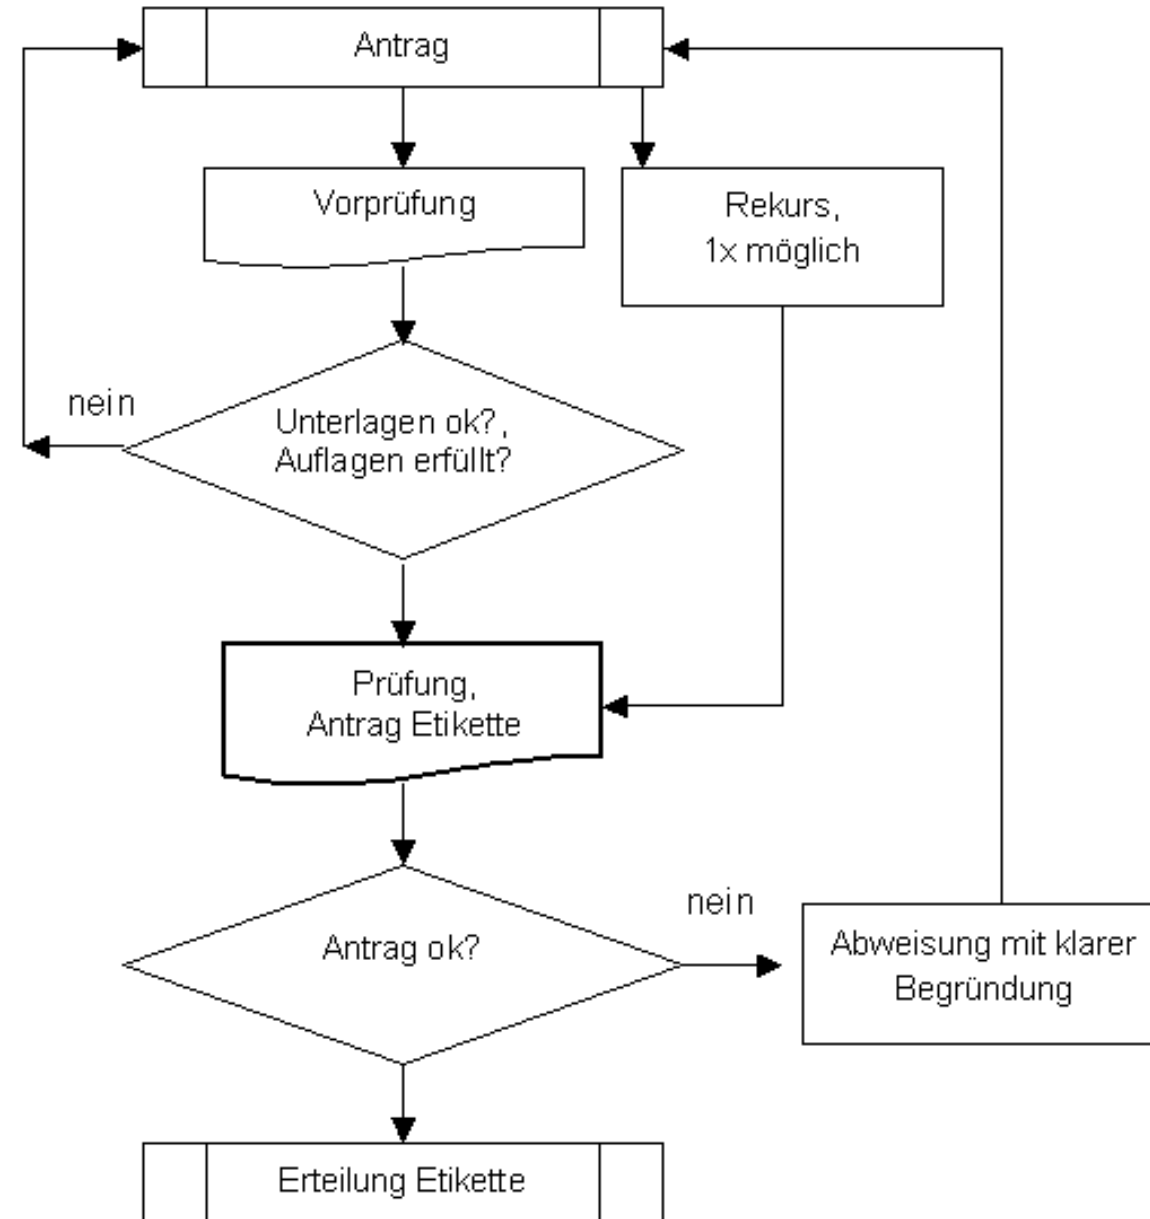 Antrag
Vorprüfung
Rekurs,
1x möglich
nein
Unterlagen ok?,
Auflagen erfüllt?
Prüfung,
Antrag Etikette
nein
Antrag ok?
Abweisung mit klarer
Begründung
Erteilung Etikette